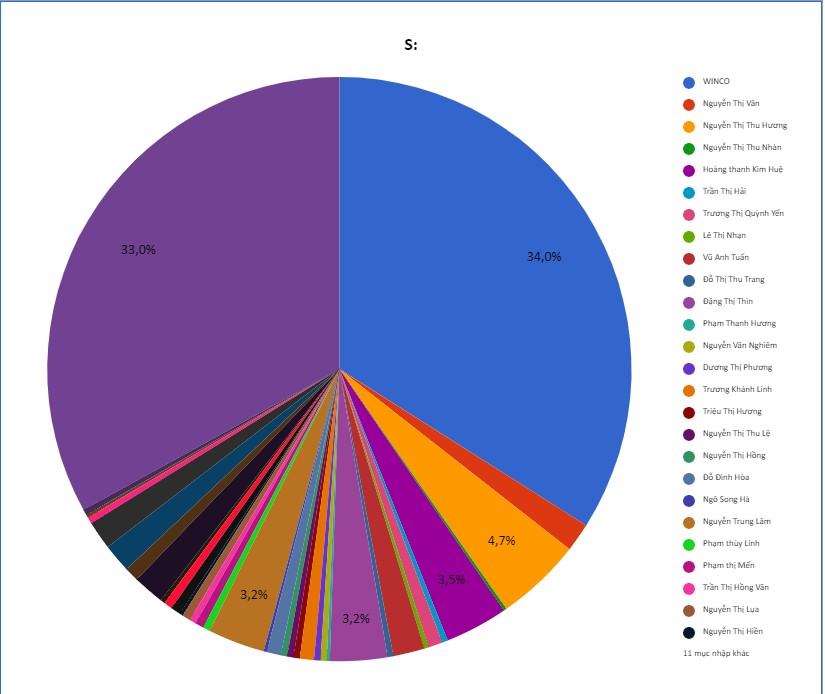 S:
33,0%
34,0%
4,7%
3,5%
3,2%
3,2%
WINCO
Nguyễn Thị Vân
Nguyễn Thị Thu Hương
Nguyễn Thị Thu Nhàn
Hoàng thanh Kim Huệ
Trần Thị Hải
Trương Thị Quỳnh Yến
Lê Thị Nhạn
Vũ Anh Tuấn
Đỗ Thị Thu Trang
Đặng Thị Thìn
Phạm Thanh Hương
Nguyễn Văn Nghiêm
Dương Thị Phương
Trương Khánh Linh
Triệu Thị Hương
Nguyễn Thị Thu Lệ
Nguyễn Thị Hồng
Đỗ Đình Hòa
Ngô Song Hà
Nguyễn Trung Lâm
Phạm thùy Linh
Phạm thị Mến
Trần Thị Hồng Vân
Nguyễn Thị Lụa
Nguyễn Thị Hiền
11 mục nhập khác